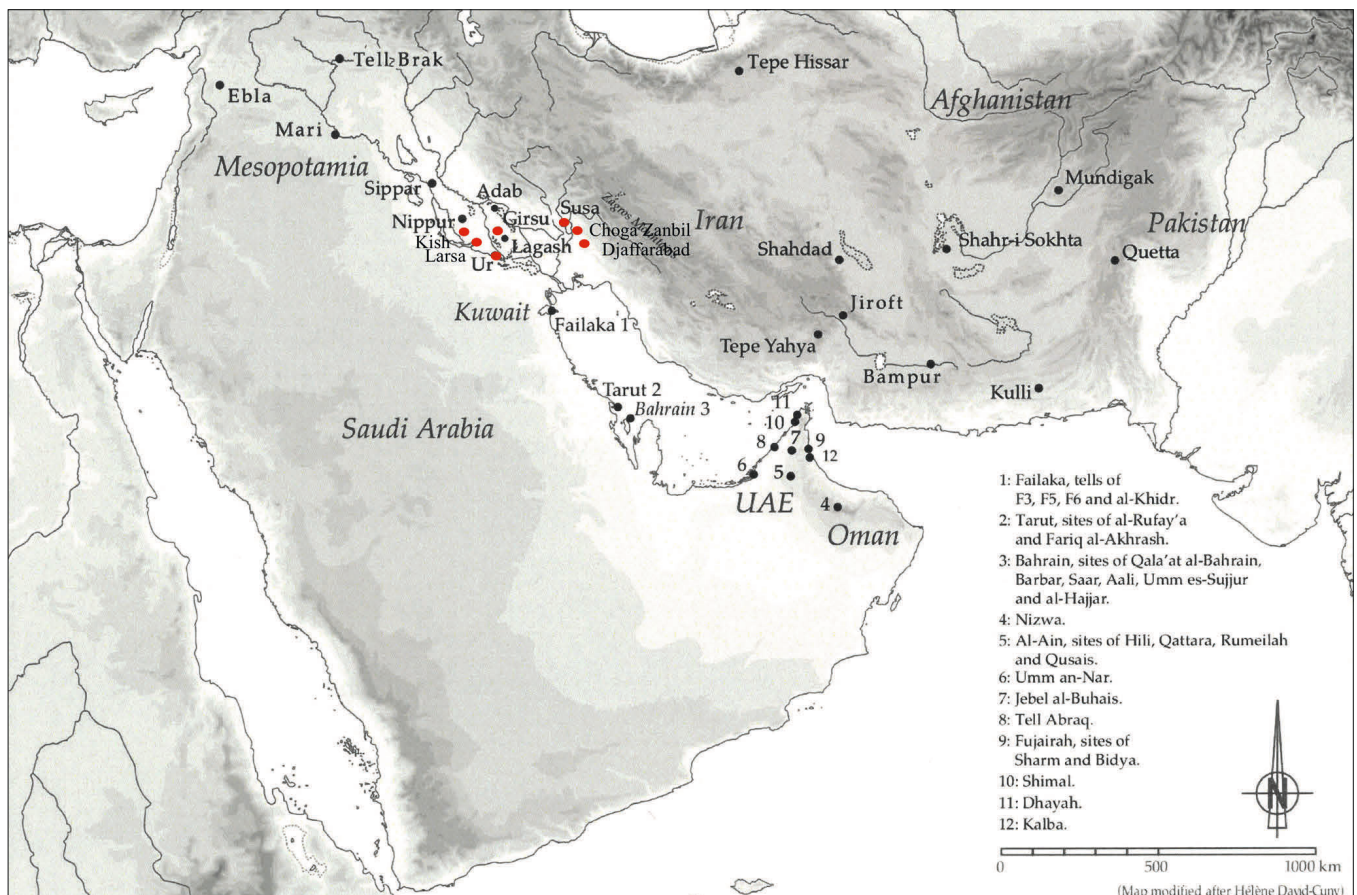 Tell Brak
Tepe Hissar
Ebla
Afghanistan
Mari
Mesopotamia
Sippar
Adab
Mundigak
Susa
Nippur
Girsu
Zagros
Iran
Pakistan
Kish
Choga Zanbil
Lagash
Djaffarabad
Larsa
Ur
Shahdad
Shahr-i Sokhta
Quetta
Kuwait
Jiroft
Failaka 1
Tepe Yahya
Bampur
Kulli
Tarut 2
Bahrain 3
11
10
Saudi Arabia
8
7
9
12
6
5
UAE
4
Oman
1: Failaka, tells of
F3, F5, F6 and al-Khidr.
2: Tarut, sites of al-Rufay'a
and Fariq al-Akhrash.
3: Bahrain, sites of Qala'at al-Bahrain,
Barbar, Saar, Aali, Umm es-Sujjur
and al-Hajjar.
4: Nizwa.
5: Al-Ain, sites of Hili, Qattara, Rumeilah
and Qusais.
6: Umm an-Nar.
7: Jebel al-Buhais.
8: Tell Abraq.
9: Fujairah, sites of
Sharm and Bidya.
10: Shimal.
11: Dhayah.
12: Kalba.
N
0 500 1000 km
(Map modified after Hélène David-Cuny)